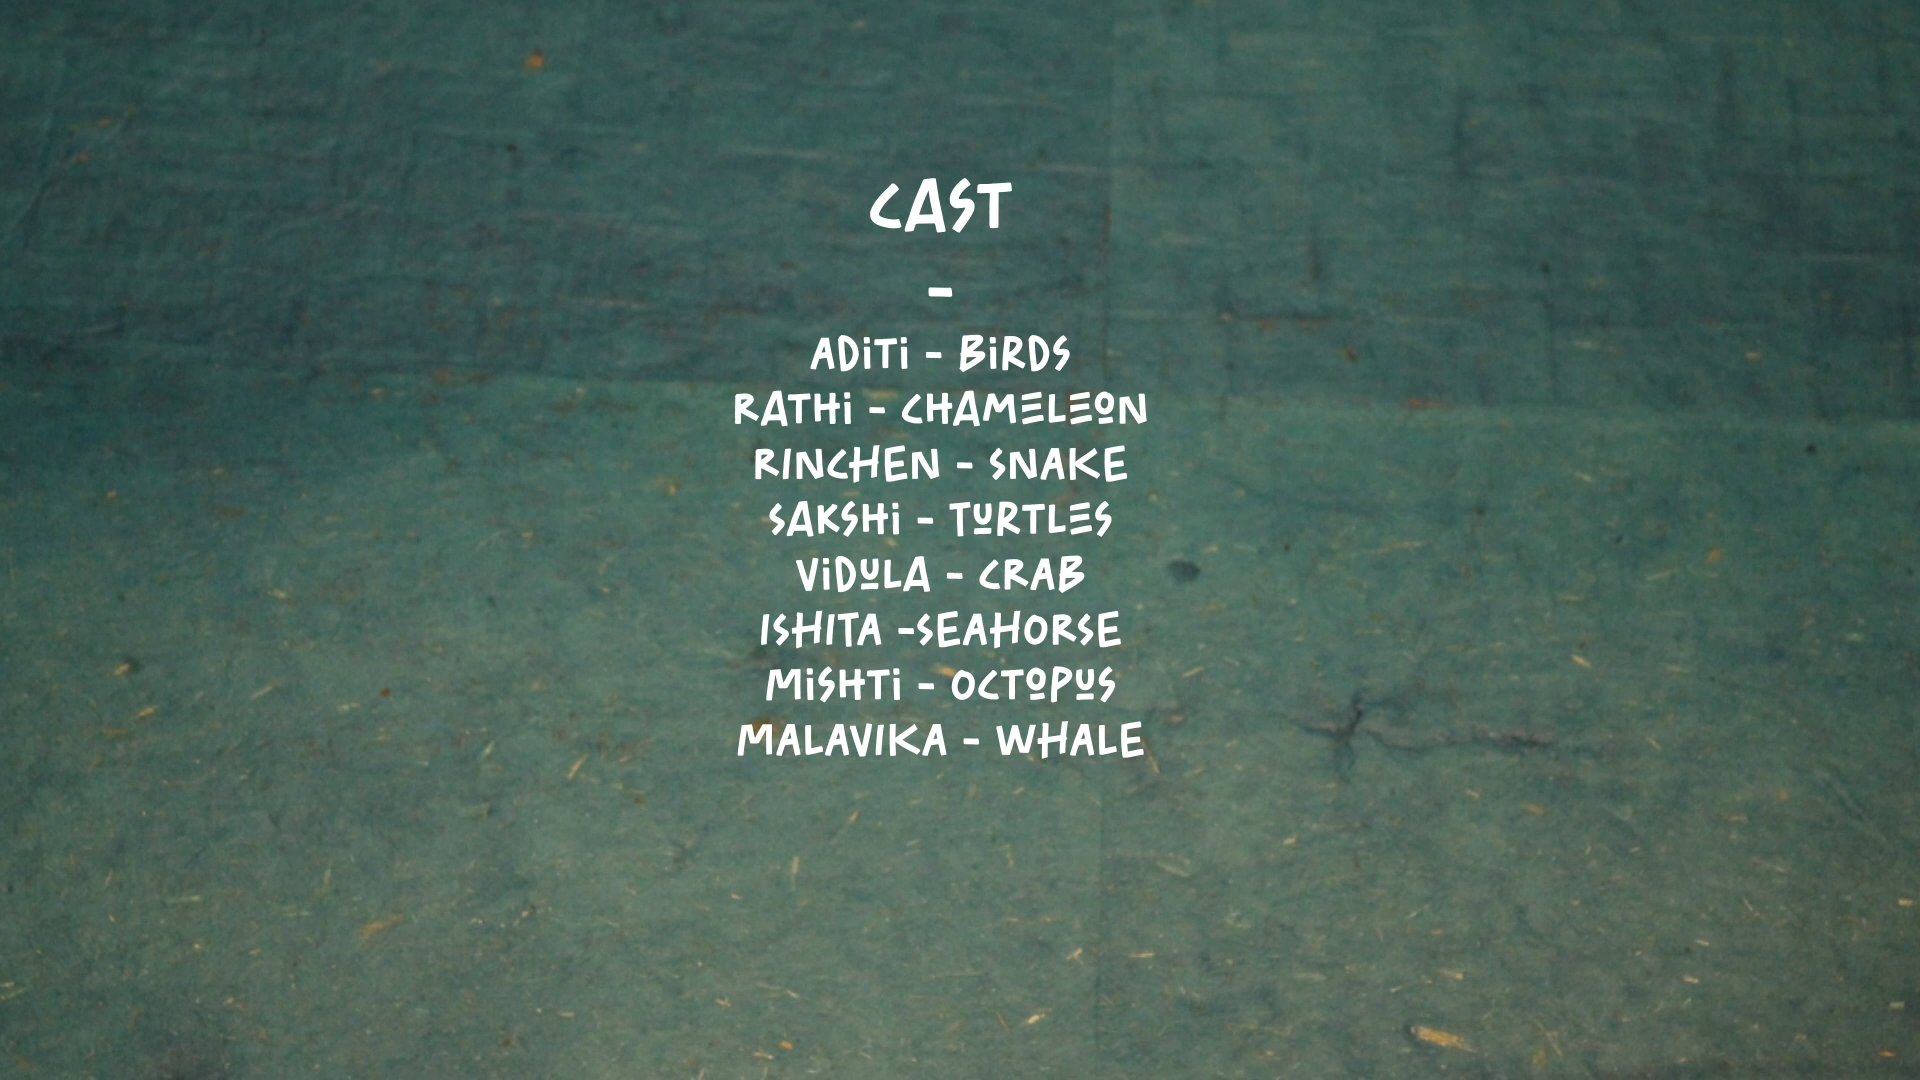 CAST
-
ADiTi - BiRDS
RATHi - CHAMELEON
RINCHEN - SNAKE
SAKSHi - TURTLES
ViDULA - CRAB
ISHITA -SEAHORSE
MiSHTi - OCTOPUS
MALAVIKA - WHALE